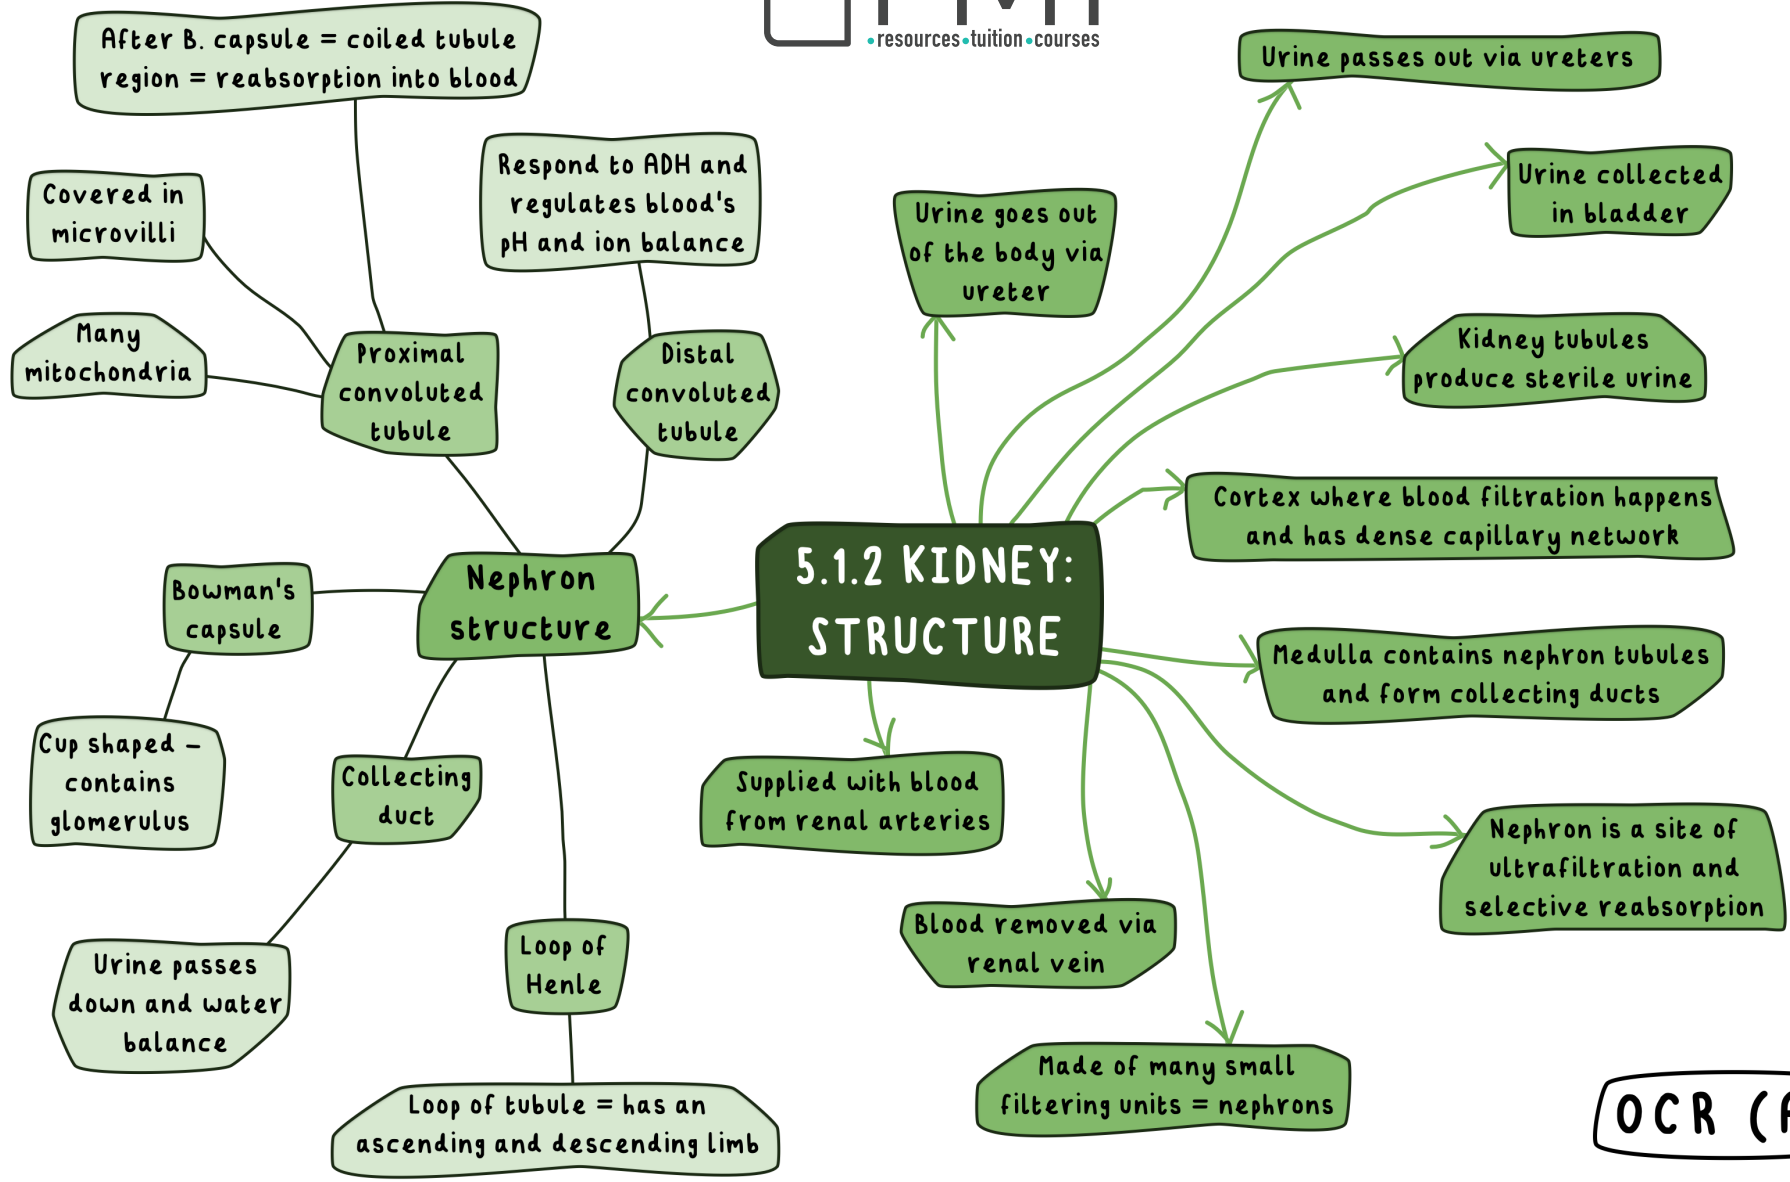 •resources•tuition•courses
After B. capsule = coiled tubule
region = reabsorption into blood
Urine passes out via ureters
Respond to ADH and
regulates blood's
pH and ion balance
Covered in
microvilli
Urine goes out
of the body via
ureter
Urine collected
in bladder
Many
mitochondria
Proximal
convoluted
tubule
Distal
convoluted
tubule
Kidney tubules
produce sterile urine
Cortex where blood filtration happens
and has dense capillary network
5.1.2 KIDNEY:
STRUCTURE
Nephron
structure
Bowman's
capsule
Medulla contains nephron tubules
and form collecting ducts
Cup shaped –
contains
glomerulus
Collecting
duct
Supplied with blood
from renal arteries
Nephron is a site of
ultrafiltration and
selective reabsorption
Blood removed via
renal vein
Loop of
Henle
Urine passes
down and water
balance
Made of many small
filtering units = nephrons
Loop of tubule = has an
ascending and descending limb
OCR